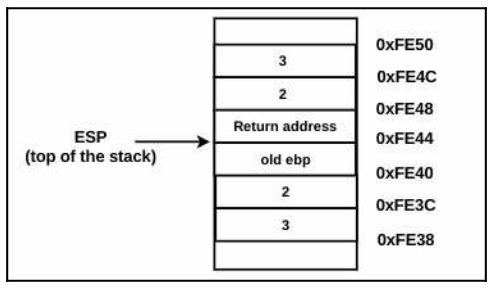 0xFE50
3
0xFE4C
2
0xFE48
Return address
0xFE44
ESP
(top of the stack)
old ebp
0xFE40
2
0xFE3C
3
0xFE38